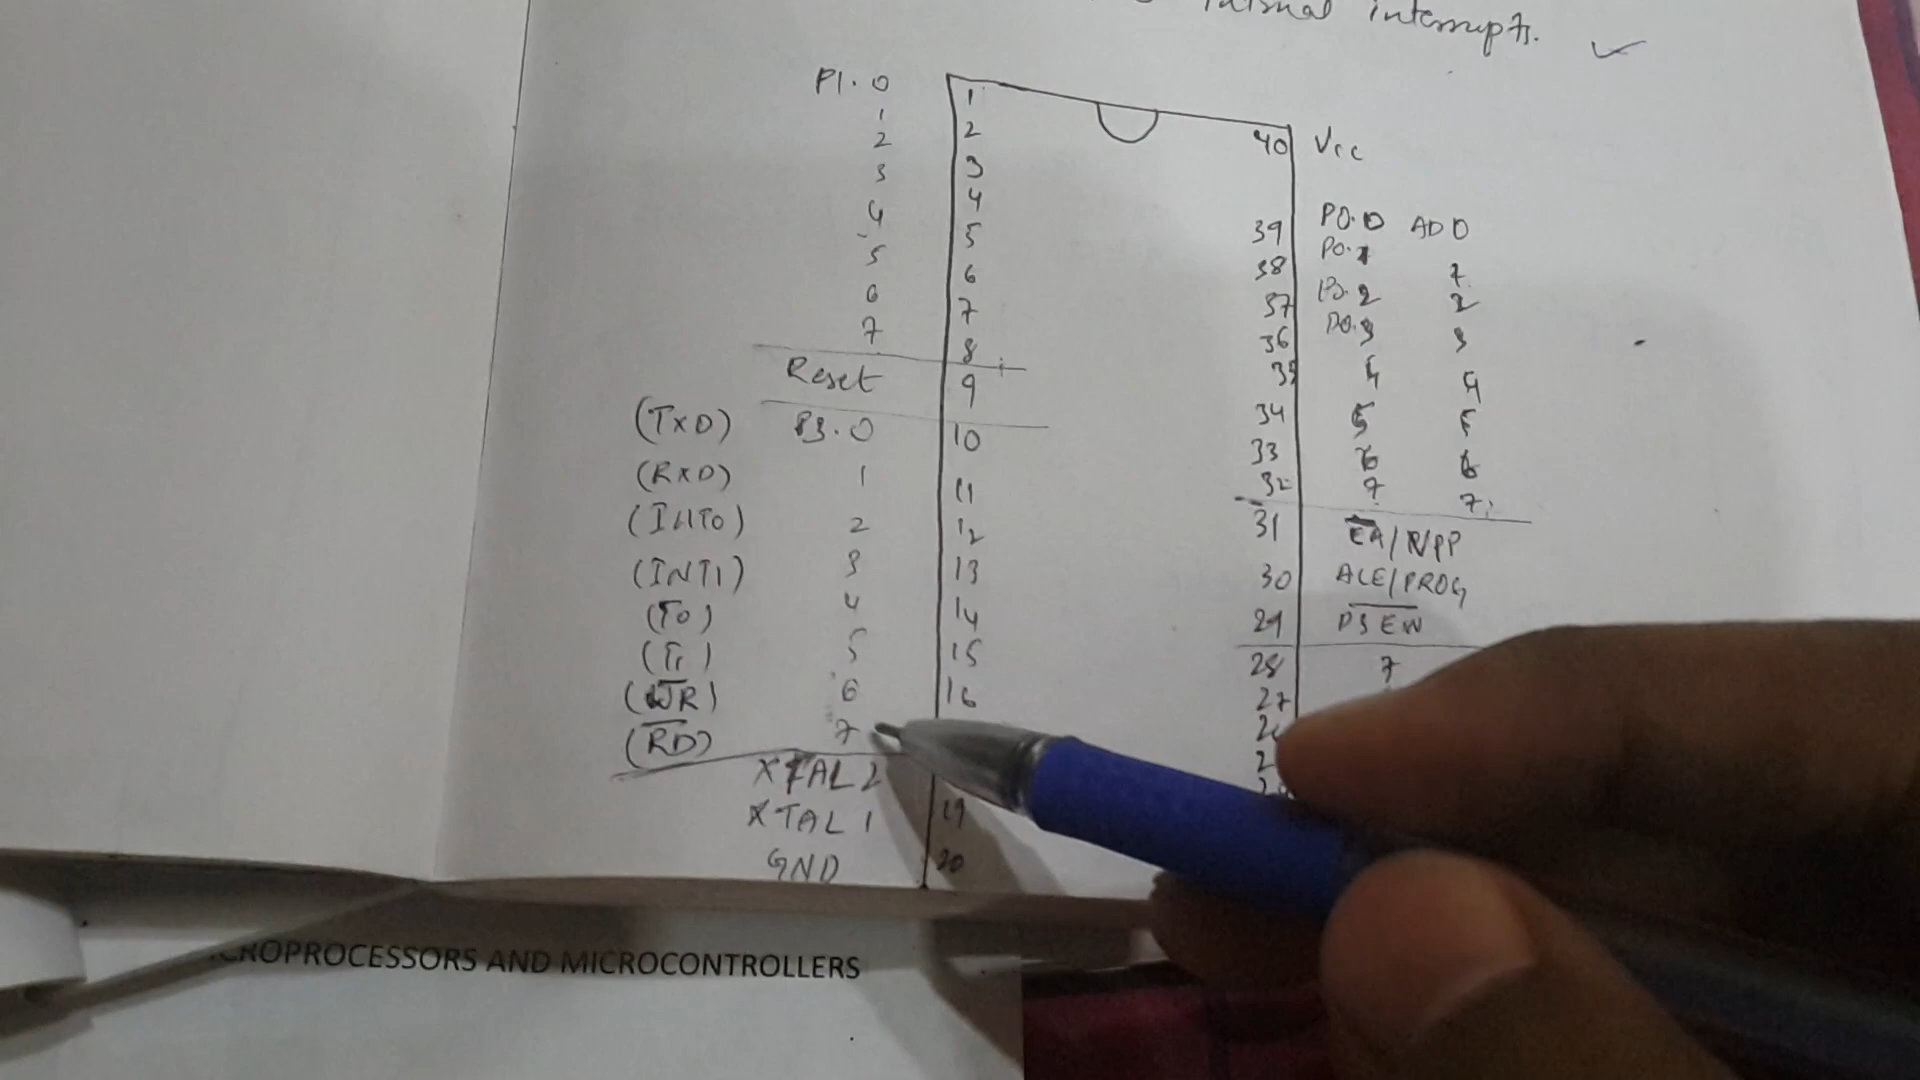 internal interrupts.
P1.0 1
1 2 40 Vcc
2 3
3 4 39 P0.0 AD0
4 5 38 P0.1 1
5 6 37 P0.2 2
6 7 36 P0.3 3
7 8 35 4 4
Reset 9 34 5 5
(TXD) P3.0 10 33 6 6
(RXD) 1 11 32 7 7
(INT0) 2 12 31 EA/VPP
(INT1) 3 13 30 ALE/PROG
(T0) 4 14 29 PSEN
(T1) 5 15 28 7
(WR) 6 16 27
(RD) 7
XTAL 2
XTAL 1 19
GND 20
MICROPROCESSORS AND MICROCONTROLLERS